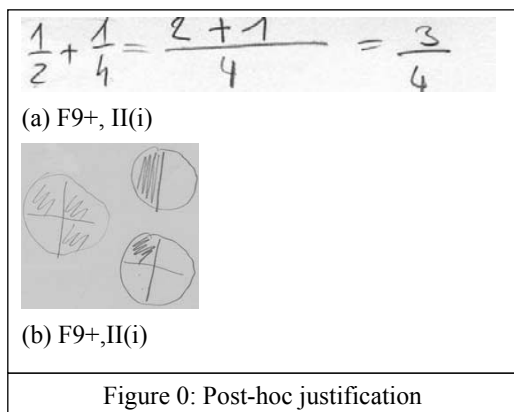 1/2 + 1/4 = 2 + 1/4 = 3/4
(a) F9+, II(i)
(b) F9+,II(i)
Figure 0: Post-hoc justification